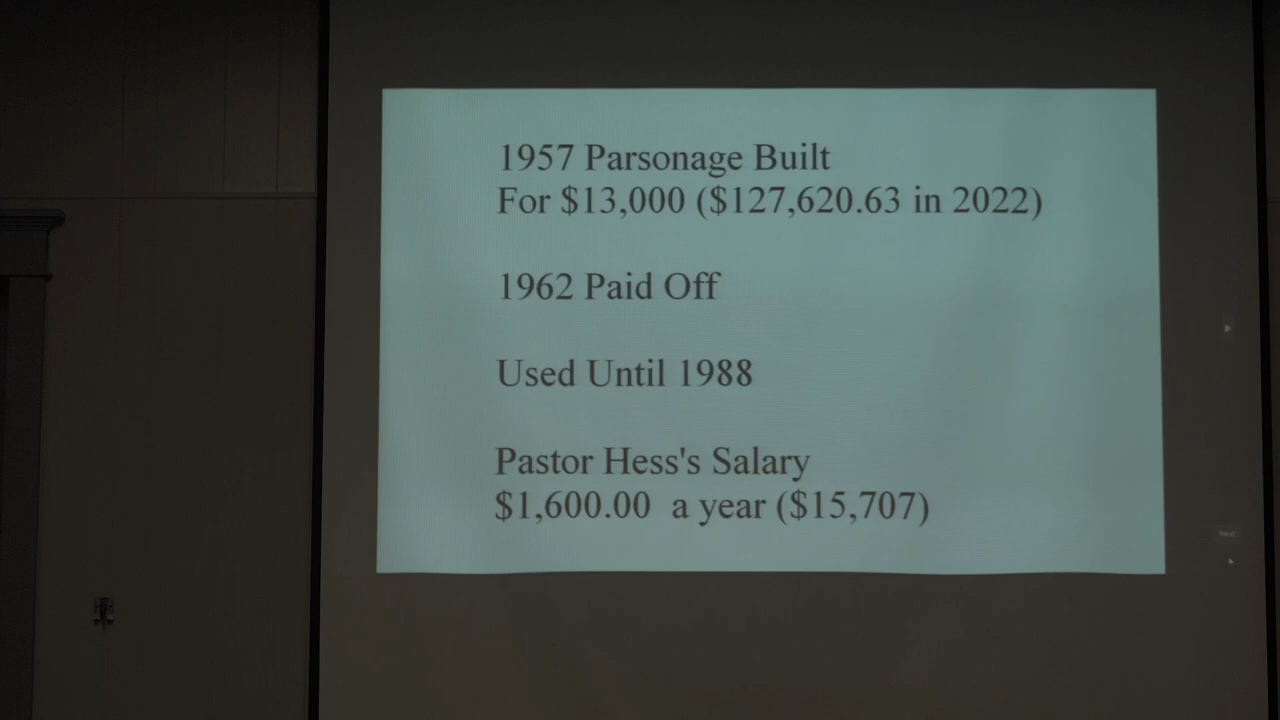 1957 Parsonage Built
For $13,000 ($127,620.63 in 2022)
1962 Paid Off
Used Until 1988
Pastor Hess's Salary
$1,600.00 a year ($15,707)
Next